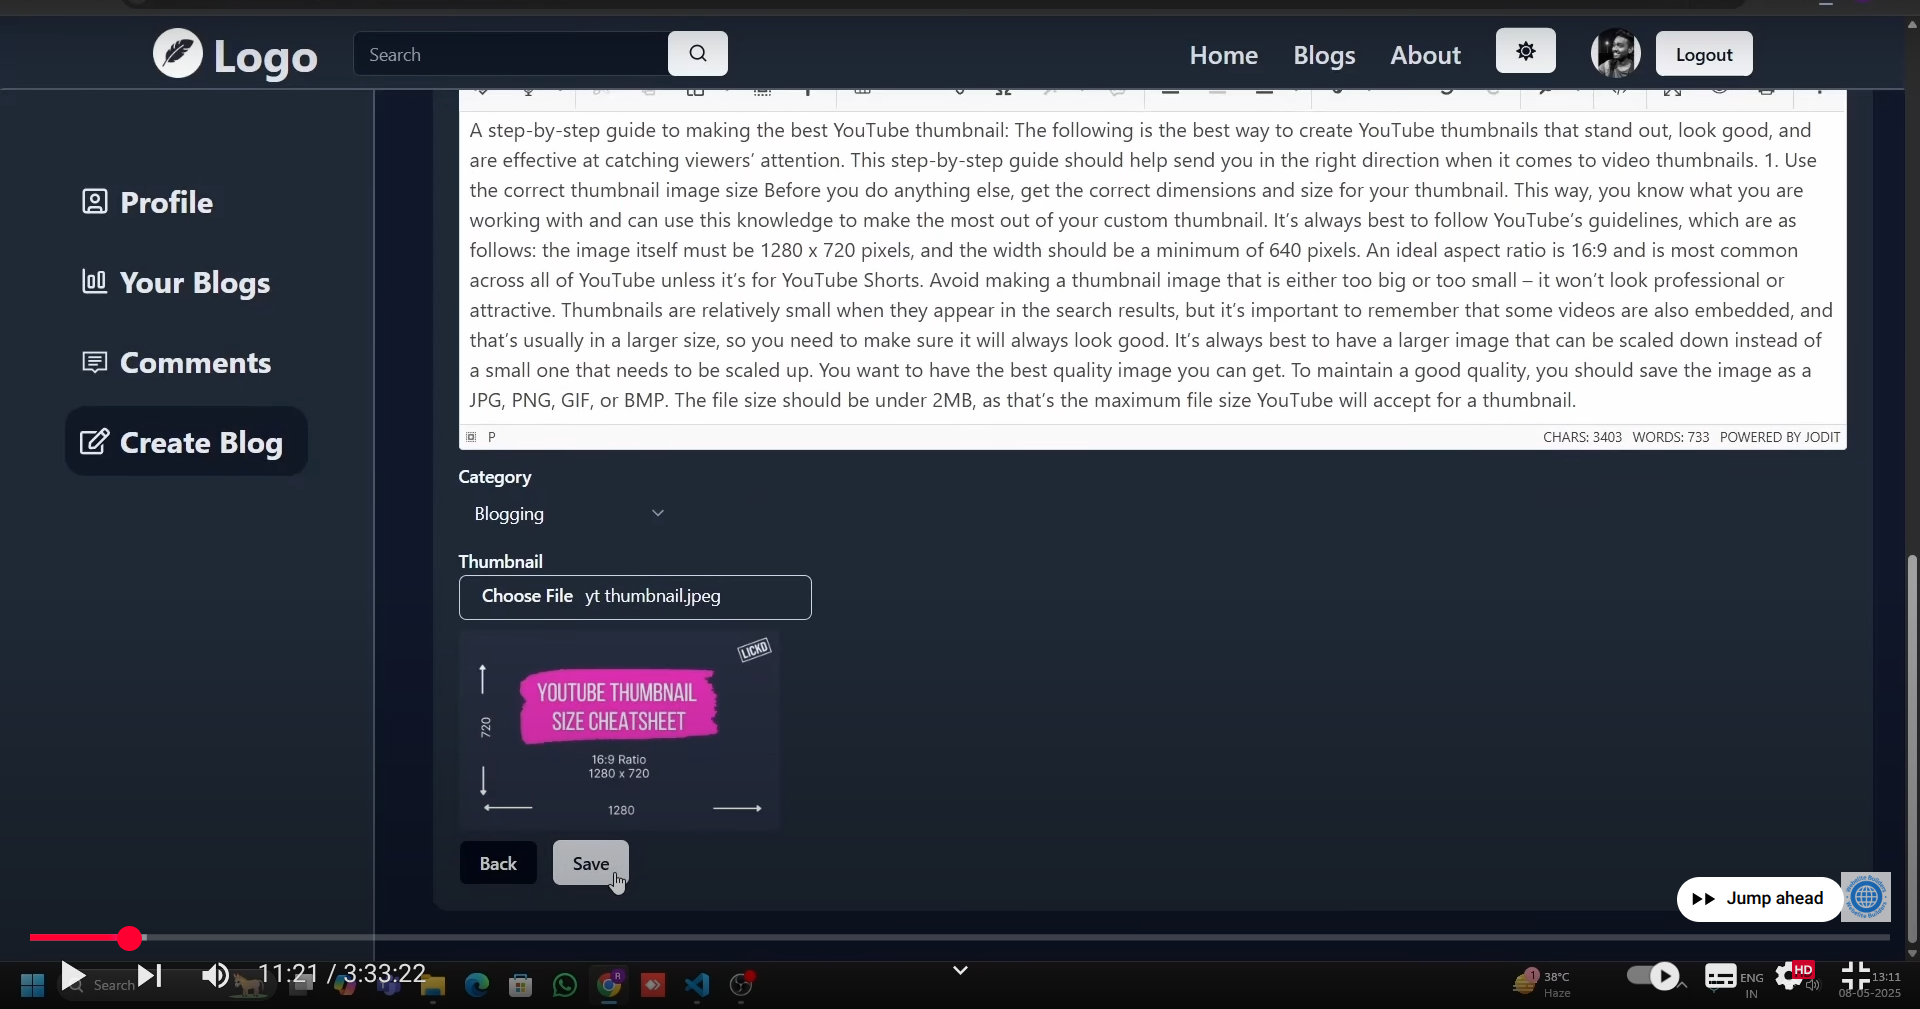 Logo
Search
Home
Blogs
About
Logout
Profile
Your Blogs
Comments
Create Blog
A step-by-step guide to making the best YouTube thumbnail: The following is the best way to create YouTube thumbnails that stand out, look good, and
are effective at catching viewers’ attention. This step-by-step guide should help send you in the right direction when it comes to video thumbnails. 1. Use
the correct thumbnail image size Before you do anything else, get the correct dimensions and size for your thumbnail. This way, you know what you are
working with and can use this knowledge to make the most out of your custom thumbnail. It’s always best to follow YouTube’s guidelines, which are as
follows: the image itself must be 1280 x 720 pixels, and the width should be a minimum of 640 pixels. An ideal aspect ratio is 16:9 and is most common
across all of YouTube unless it’s for YouTube Shorts. Avoid making a thumbnail image that is either too big or too small – it won’t look professional or
attractive. Thumbnails are relatively small when they appear in the search results, but it’s important to remember that some videos are also embedded, and
that’s usually in a larger size, so you need to make sure it will always look good. It’s always best to have a larger image that can be scaled down instead of
a small one that needs to be scaled up. You want to have the best quality image you can get. To maintain a good quality, you should save the image as a
JPG, PNG, GIF, or BMP. The file size should be under 2MB, as that’s the maximum file size YouTube will accept for a thumbnail.
P
CHARS: 3403 WORDS: 733 POWERED BY JODIT
Category
Blogging
Thumbnail
Choose File yt thumbnail.jpeg
LICKD
YOUTUBE THUMBNAIL
SIZE CHEATSHEET
720
16:9 Ratio
1280 x 720
1280
Back
Save
Jump ahead
11:21 / 3:33:22
Search
1
R
38°C
Haze
ENG
IN
HD
13:11
08-05-2025